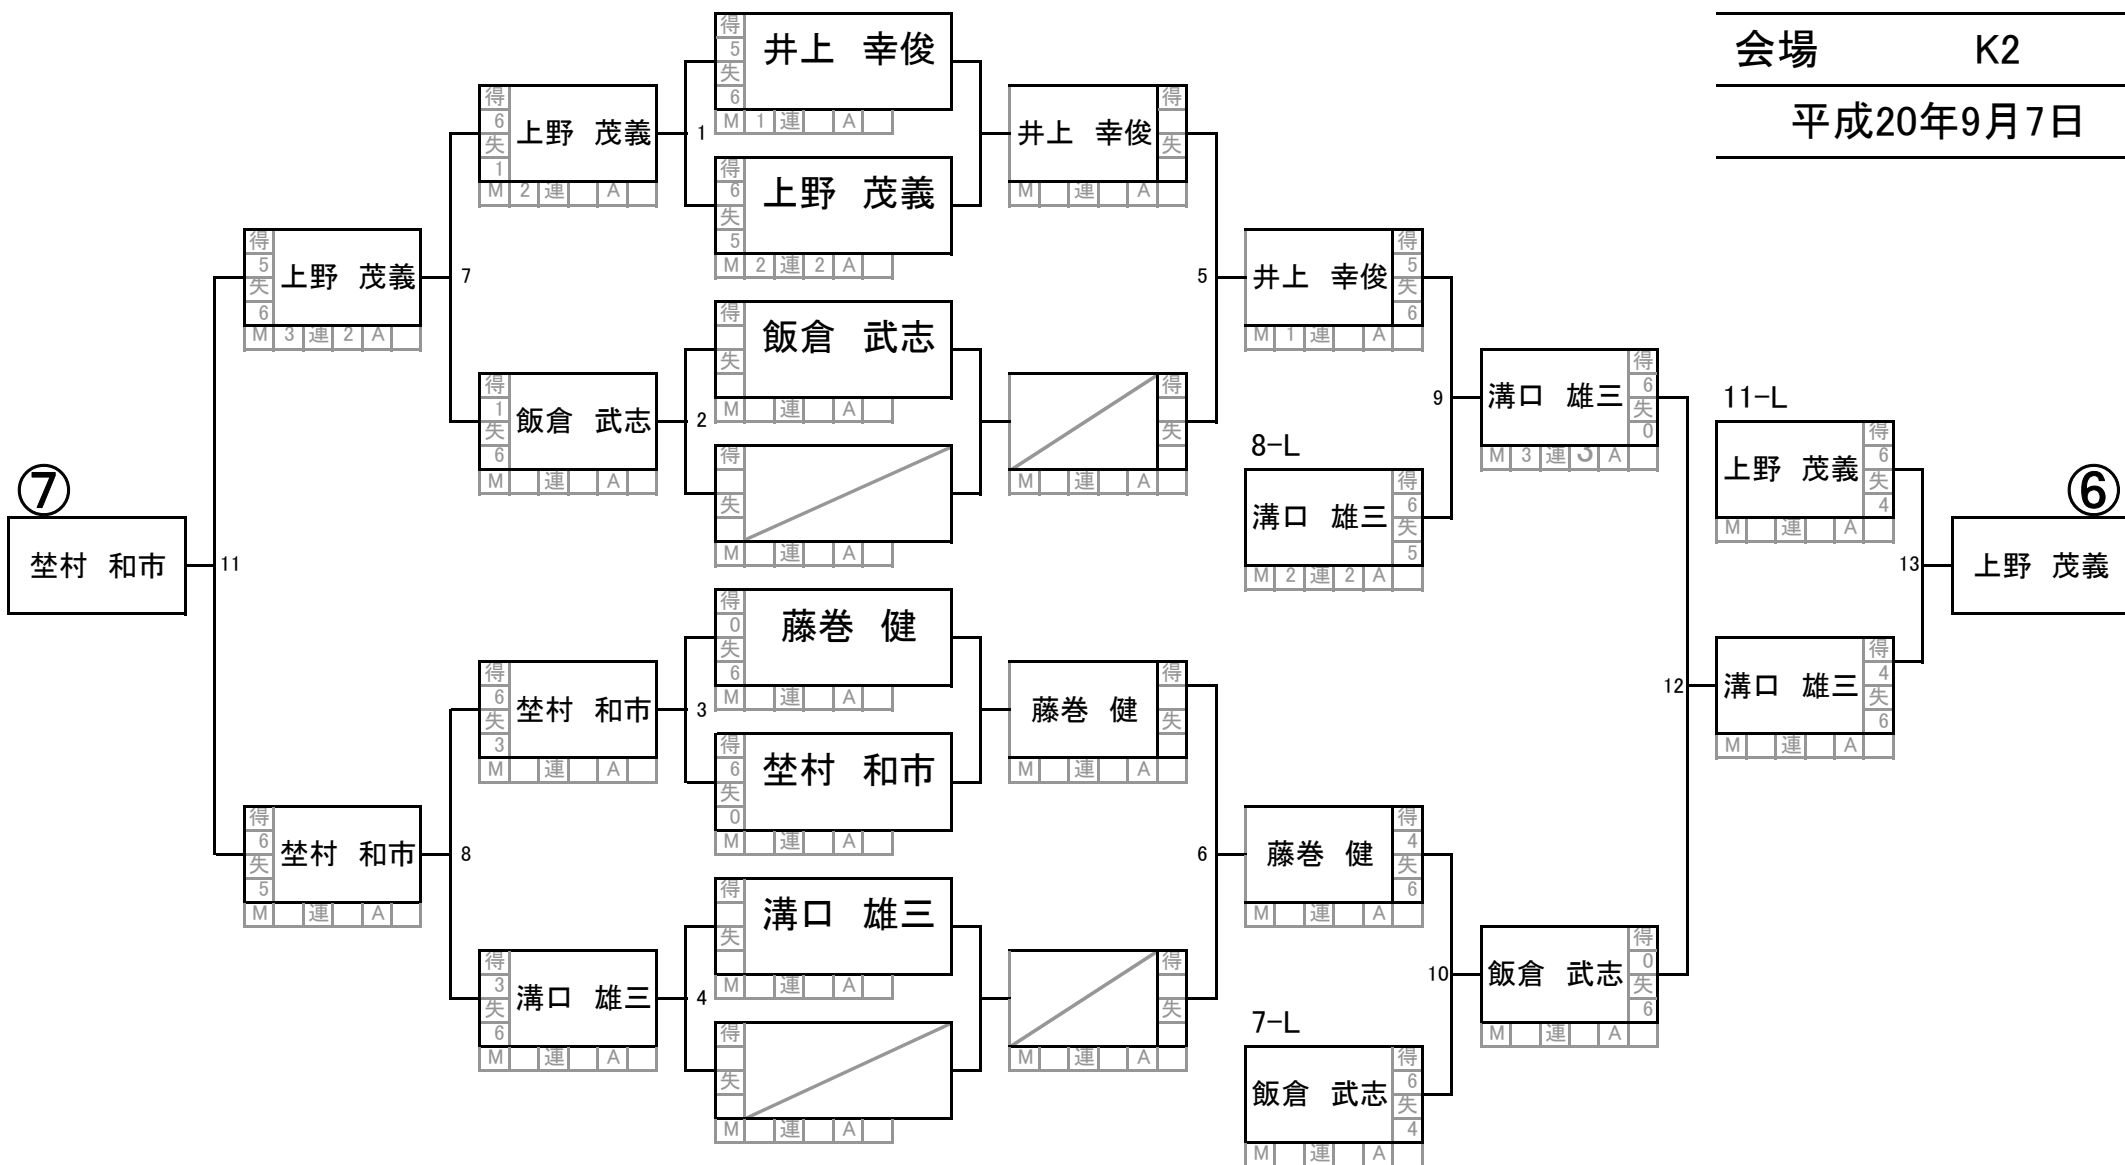 会場 K2
平成20年9月7日
⑦
埜村 和市
11
得 5 失 6
上野 茂義
M 3 連 2 A
得 6 失 5
埜村 和市
M 連 A
7
8
得 6 失 1
上野 茂義
M 2 連 A
得 1 失 6
飯倉 武志
M 連 A
得 6 失 3
埜村 和市
M 連 A
得 3 失 6
溝口 雄三
M 連 A
1
2
3
4
得 5 失 6
井上 幸俊
M 1 連 A
得 6 失 5
上野 茂義
M 2 連 2 A
得 失
飯倉 武志
M 連 A
得 失
M 連 A
得 0 失 6
藤巻 健
M 連 A
得 6 失 0
埜村 和市
M 連 A
得 失
溝口 雄三
M 連 A
得 失
M 連 A
井上 幸俊
得 失
M 連 A
得 失
M 連 A
藤巻 健
得 失
M 連 A
得 失
M 連 A
5
6
井上 幸俊
得 5 失 6
M 1 連 A
8-L
溝口 雄三
得 6 失 5
M 2 連 2 A
藤巻 健
得 4 失 6
M 連 A
7-L
飯倉 武志
得 6 失 4
M 連 A
9
10
溝口 雄三
得 6 失 0
M 3 連 3 A
飯倉 武志
得 0 失 6
M 連 A
12
11-L
上野 茂義
得 6 失 4
M 連 A
溝口 雄三
得 4 失 6
M 連 A
13
⑥
上野 茂義